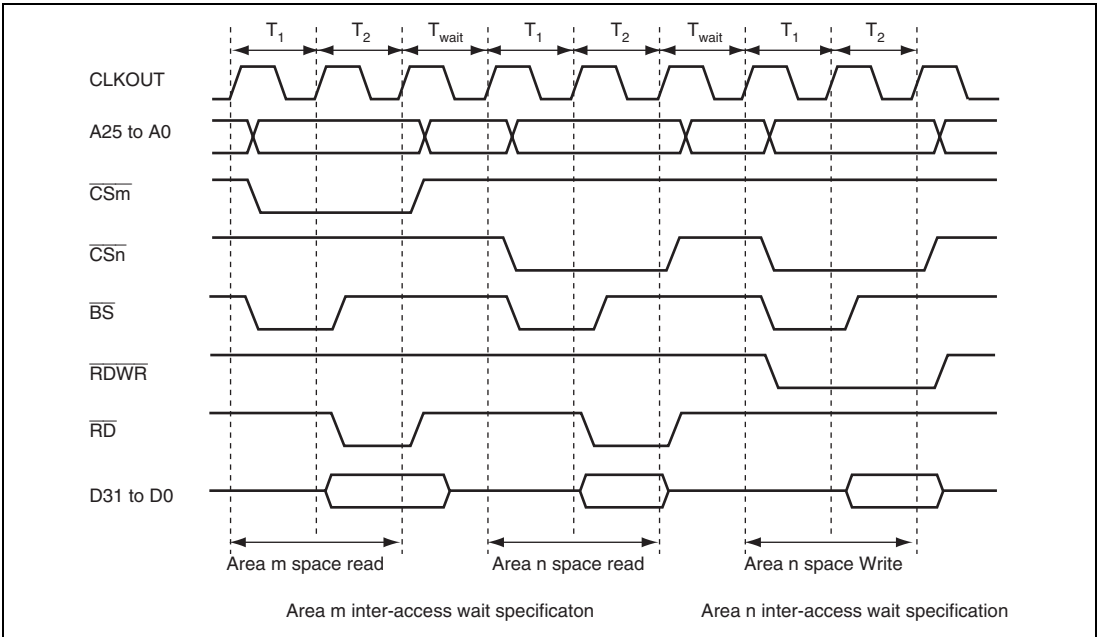 T1 T2 Twait T1 T2 Twait T1 T2
CLKOUT
A25 to A0
CSm
CSn
BS
RDWR
RD
D31 to D0
Area m space read Area n space read Area n space Write
Area m inter-access wait specificaton Area n inter-access wait specification